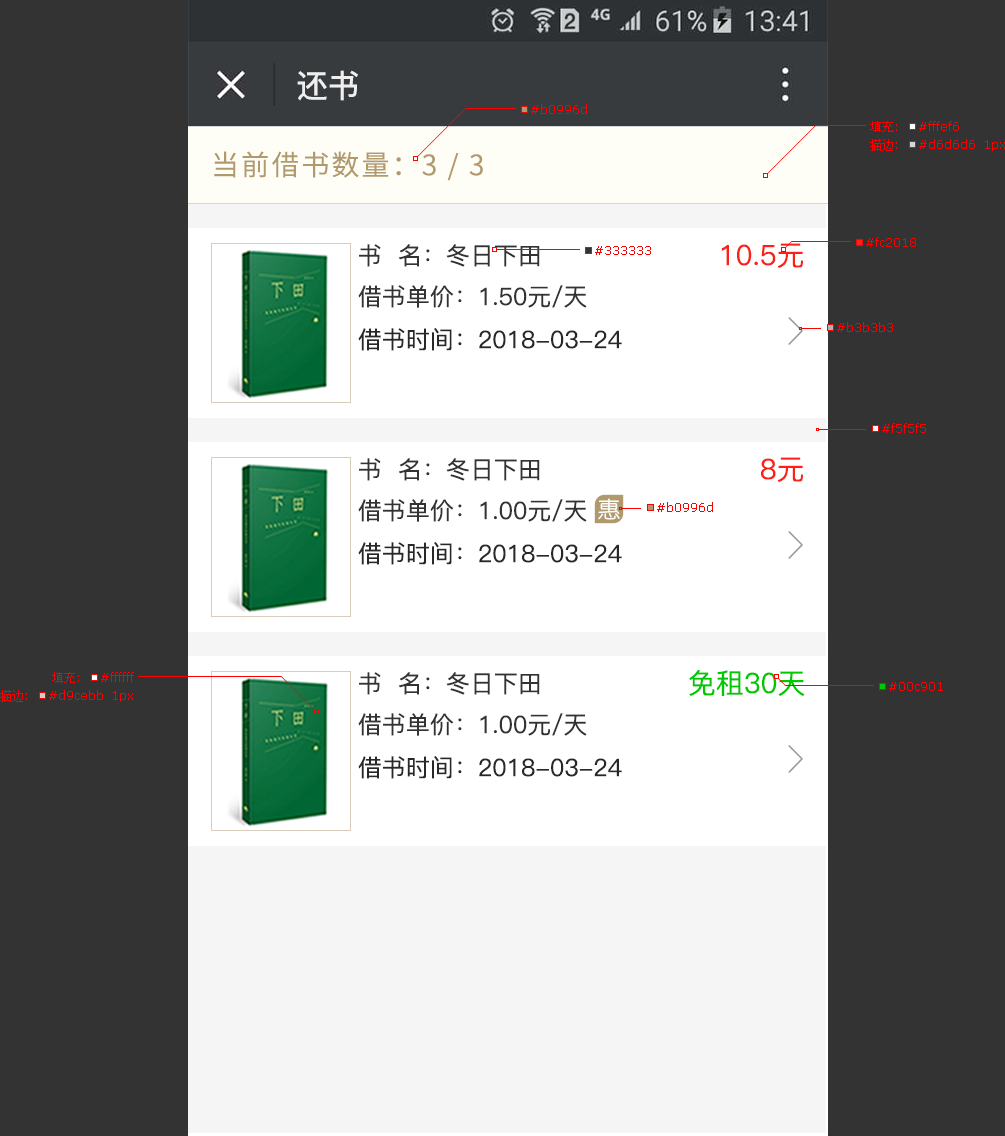 2 4G 61% 13:41
还书
#b0996d
填充: #fffef6
描边: #d6d6d6 1px
当前借书数量：3 / 3
下田
书 名：冬日下田
#333333
10.5元
#fc2018
借书单价：1.50元/天
借书时间：2018-03-24
#b3b3b3
#f5f5f5
下田
书 名：冬日下田
8元
借书单价：1.00元/天 惠
#b0996d
借书时间：2018-03-24
填充: #ffffff
描边: #d9cebb 1px
下田
书 名：冬日下田
免租30天
#00c901
借书单价：1.00元/天
借书时间：2018-03-24